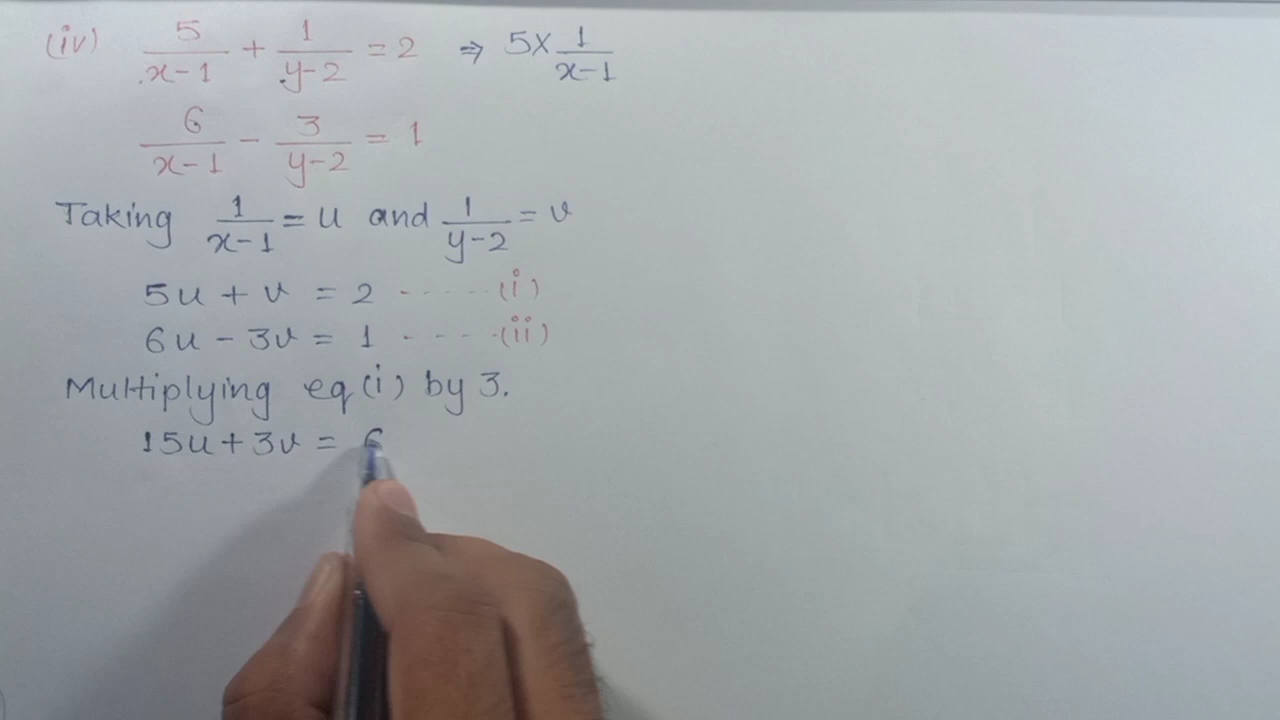 (iv) 5/(x-1) + 1/(y-2) = 2 ⇒ 5 × 1/(x-1)
6/(x-1) - 3/(y-2) = 1
Taking 1/(x-1) = u and 1/(y-2) = v
5u + v = 2 ------(i)
6u - 3v = 1 - - - - -(ii)
Multiplying eq(i) by 3.
15u + 3v = 6